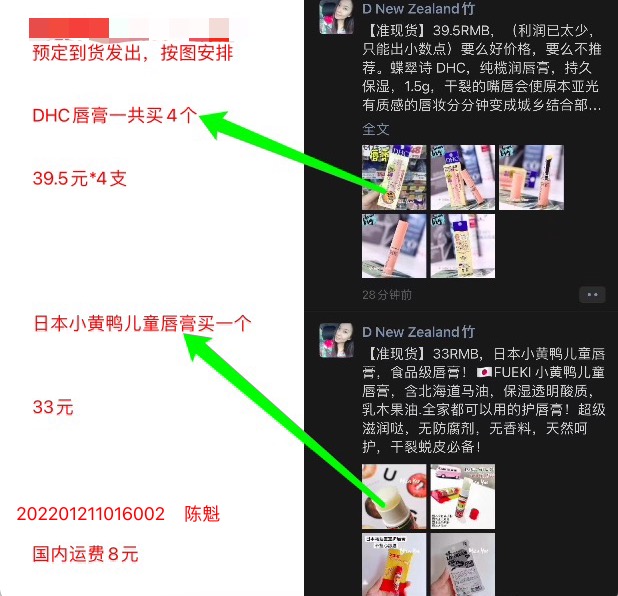 预定到货发出，按图安排
DHC唇膏一共买4个
39.5元*4支
日本小黄鸭儿童唇膏买一个
33元
202201211016002 陈魁
国内运费8元
D New Zealand竹
【准现货】39.5RMB，（利润已太少，
只能出小数点）要么好价格，要么不推
荐。蝶翠诗 DHC，纯榄润唇膏，持久
保湿，1.5g，干裂的嘴唇会使原本亚光
有质感的唇妆分分钟变成城乡结合部...
全文
28分钟前
D New Zealand竹
【准现货】33RMB，日本小黄鸭儿童唇
膏，食品级唇膏！🇯🇵FUEKI 小黄鸭儿童
唇膏，含北海道马油，保湿透明酸质，
乳木果油.全家都可以用的护唇膏！超级
滋润哒，无防腐剂，无香料，天然呵
护，干裂蜕皮必备！